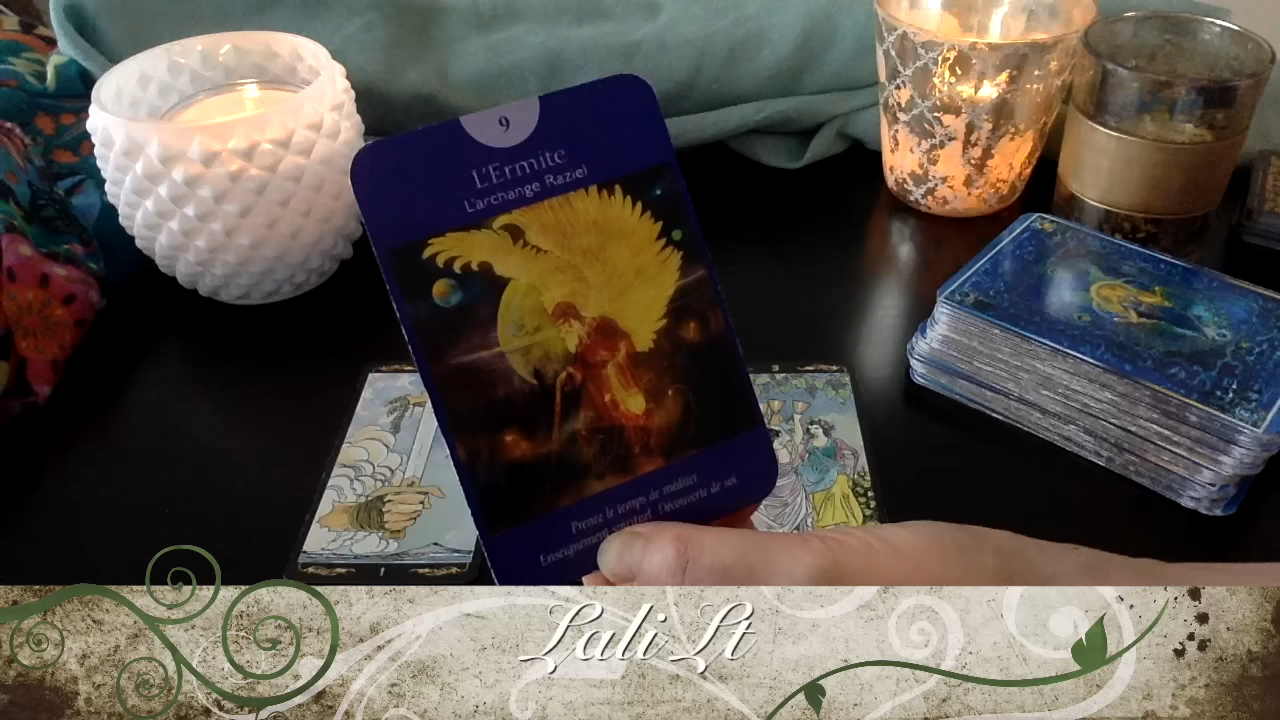 9
L'Ermite
L'archange Raziel
Prenez le temps de méditer
Enseignement spirituel. Découverte de soi
I
Lali Lt